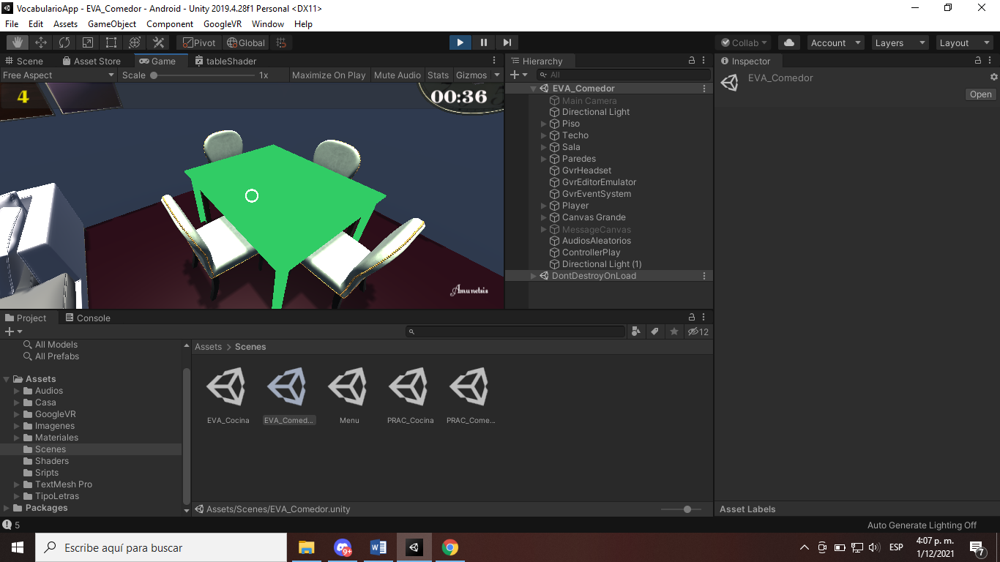 VocabularioApp - EVA_Comedor - Android - Unity 2019.4.28f1 Personal <DX11>
File Edit Assets GameObject Component GoogleVR Window Help
Pivot Global Collab Account Layers Layout
Scene Asset Store Game tableShader
Free Aspect Scale 1x Maximize On Play Mute Audio Stats Gizmos
4
00:36
Amunetsis
Hierarchy
All
EVA_Comedor
Main Camera
Directional Light
Piso
Techo
Sala
Paredes
GvrHeadset
GvrEditorEmulator
GvrEventSystem
Player
Canvas Grande
MessageCanvas
AudiosAleatorios
ControllerPlay
Directional Light (1)
DontDestroyOnLoad
Inspector
EVA_Comedor
Open
Project Console
12
All Models
All Prefabs
Assets
Audios
Casa
GoogleVR
Imagenes
Materiales
Scenes
Shaders
Sripts
TextMesh Pro
TipoLetras
Packages
Assets > Scenes
EVA_Cocina EVA_Comed... Menu PRAC_Cocina PRAC_Come...
Assets/Scenes/EVA_Comedor.unity
Asset Labels
5
Auto Generate Lighting Off
Escribe aquí para buscar
9+
ESP
4:07 p. m.
1/12/2021
7